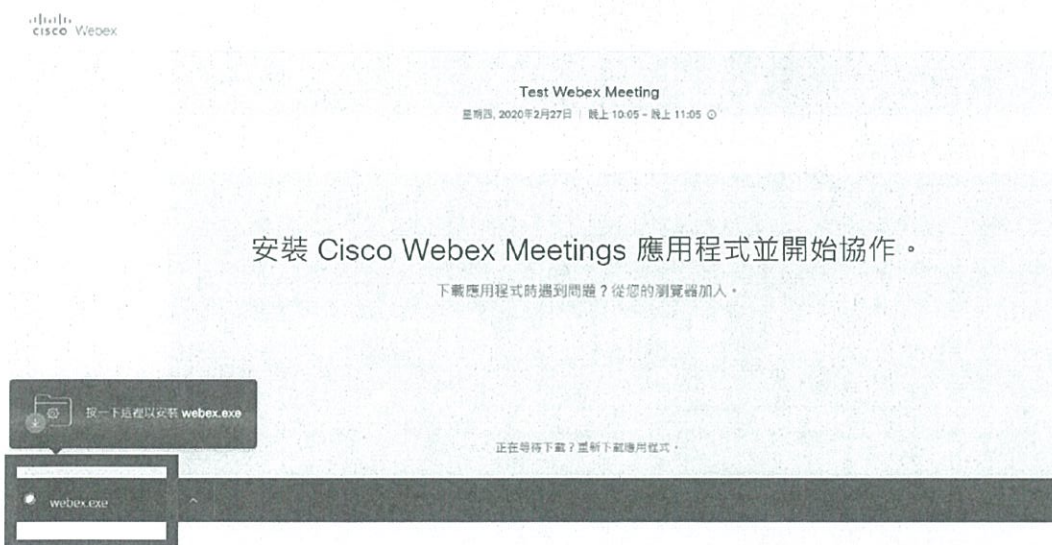 cisco Webex
Test Webex Meeting
星期四, 2020年2月27日 | 晚上 10:05 - 晚上 11:05
安裝 Cisco Webex Meetings 應用程式並開始協作。
下載應用程式時遇到問題？從您的瀏覽器加入。
按一下這裡以安裝 webex.exe
正在等待下載？重新下載應用程式。
webex.exe